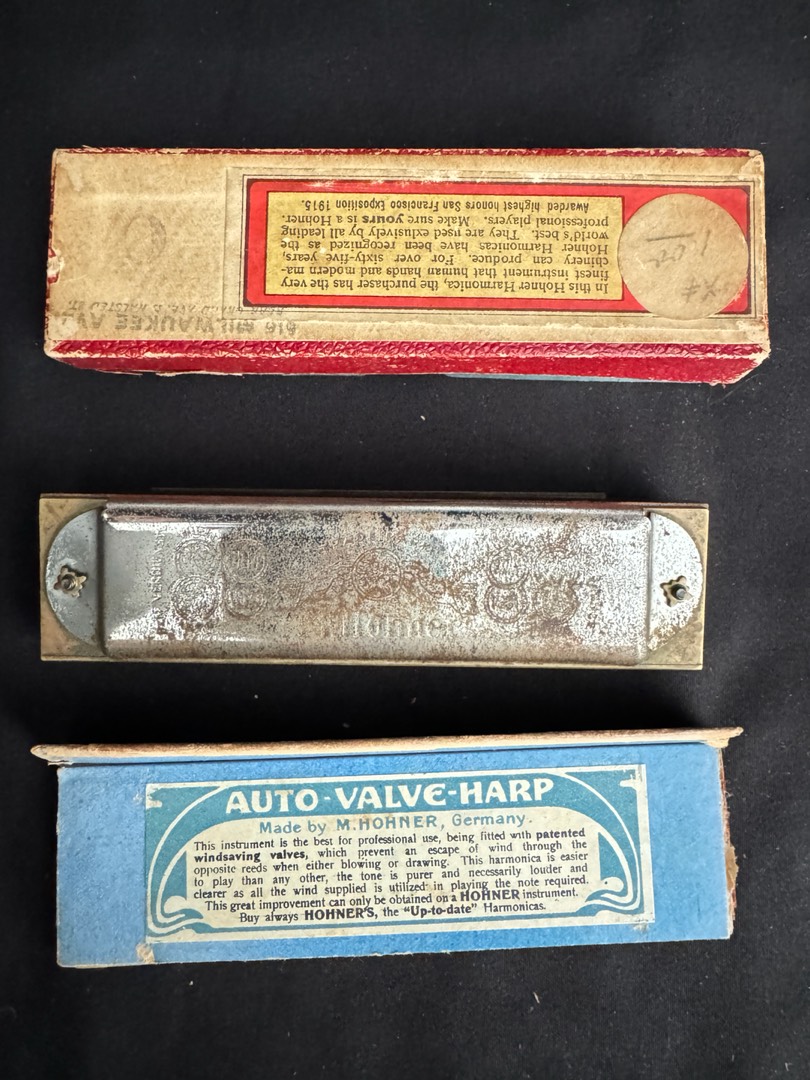 In this Hohner Harmonica, the purchaser has the very
finest instrument that human hands and modern ma-
chinery can produce. For over sixty-five years,
Hohner Harmonicas have been recognized as the
world's best. They are used exclusively by all leading
professional players. Make sure yours is a Hohner.
Awarded highest honors San Francisco Exposition 1915.
MILWAUKEE AV
Hohner
AUTO-VALVE-HARP
Made by M. HOHNER, Germany.
This instrument is the best for professional use, being fitted with patented
windsaving valves, which prevent an escape of wind through the
opposite reeds when either blowing or drawing. This harmonica is easier
to play than any other, the tone is purer and necessarily louder and
clearer as all the wind supplied is utilized in playing the note required.
This great improvement can only be obtained on a HOHNER instrument.
Buy always HOHNER'S, the "Up-to-date" Harmonicas.